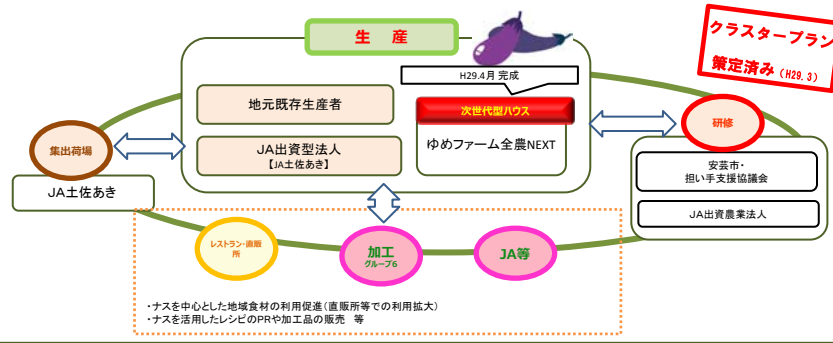 生 産
クラスタープラン
策定済み(H29.3)
H29.4月 完成
地元既存生産者
次世代型ハウス
研修
集出荷場
JA出資型法人
【JA土佐あき】
ゆめファーム全農NEXT
安芸市・
担い手支援協議会
JA土佐あき
JA出資農業法人
レストラン・直販
所
加工
グループ6
JA等
・ナスを中心とした地域食材の利用促進(直販所等での利用拡大)
・ナスを活用したレシピのPRや加工品の販売 等